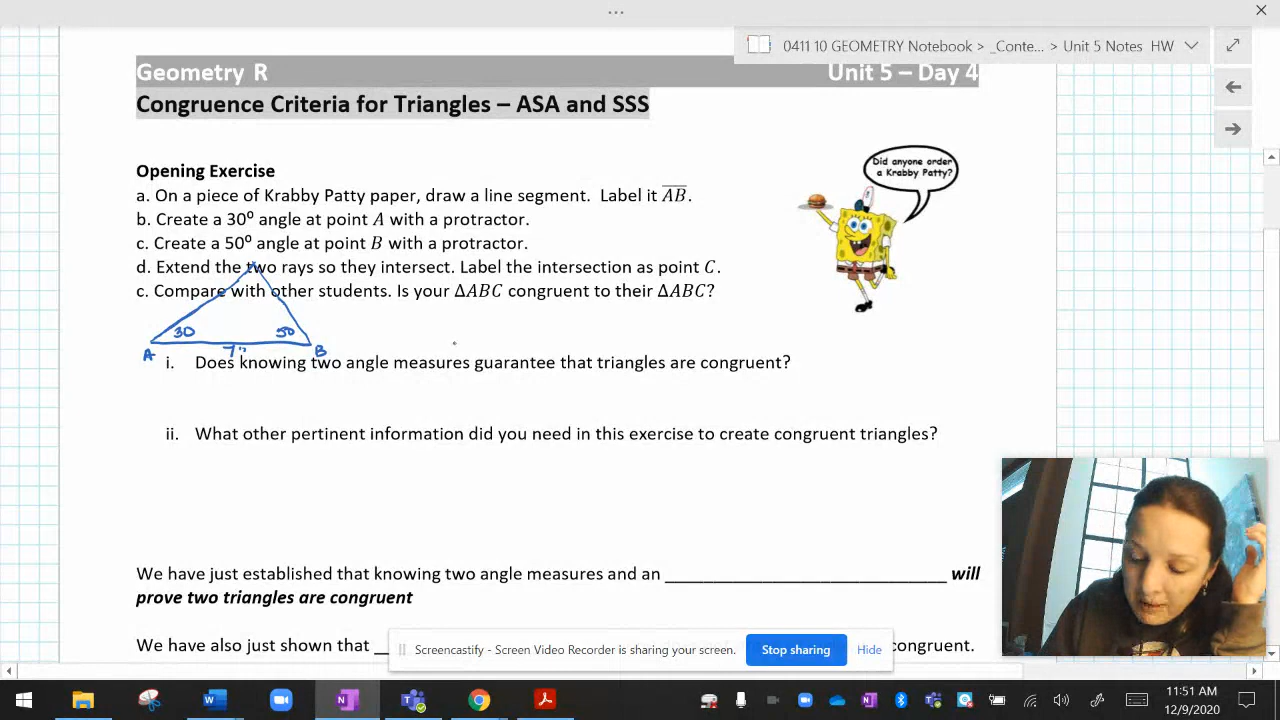 0411 10 GEOMETRY Notebook > _Conte... > Unit 5 Notes HW
Geometry R Unit 5 – Day 4
Congruence Criteria for Triangles – ASA and SSS
Did anyone order
a Krabby Patty?
Opening Exercise
a. On a piece of Krabby Patty paper, draw a line segment. Label it A̅B̅.
b. Create a 30⁰ angle at point A with a protractor.
c. Create a 50⁰ angle at point B with a protractor.
d. Extend the two rays so they intersect. Label the intersection as point C.
c. Compare with other students. Is your ΔABC congruent to their ΔABC?
30 50
A 7" B
i. Does knowing two angle measures guarantee that triangles are congruent?
ii. What other pertinent information did you need in this exercise to create congruent triangles?
We have just established that knowing two angle measures and an ______________________________ will
prove two triangles are congruent
We have also just shown that __ congruent.
Screencastify - Screen Video Recorder is sharing your screen. Stop sharing Hide
11:51 AM
12/9/2020